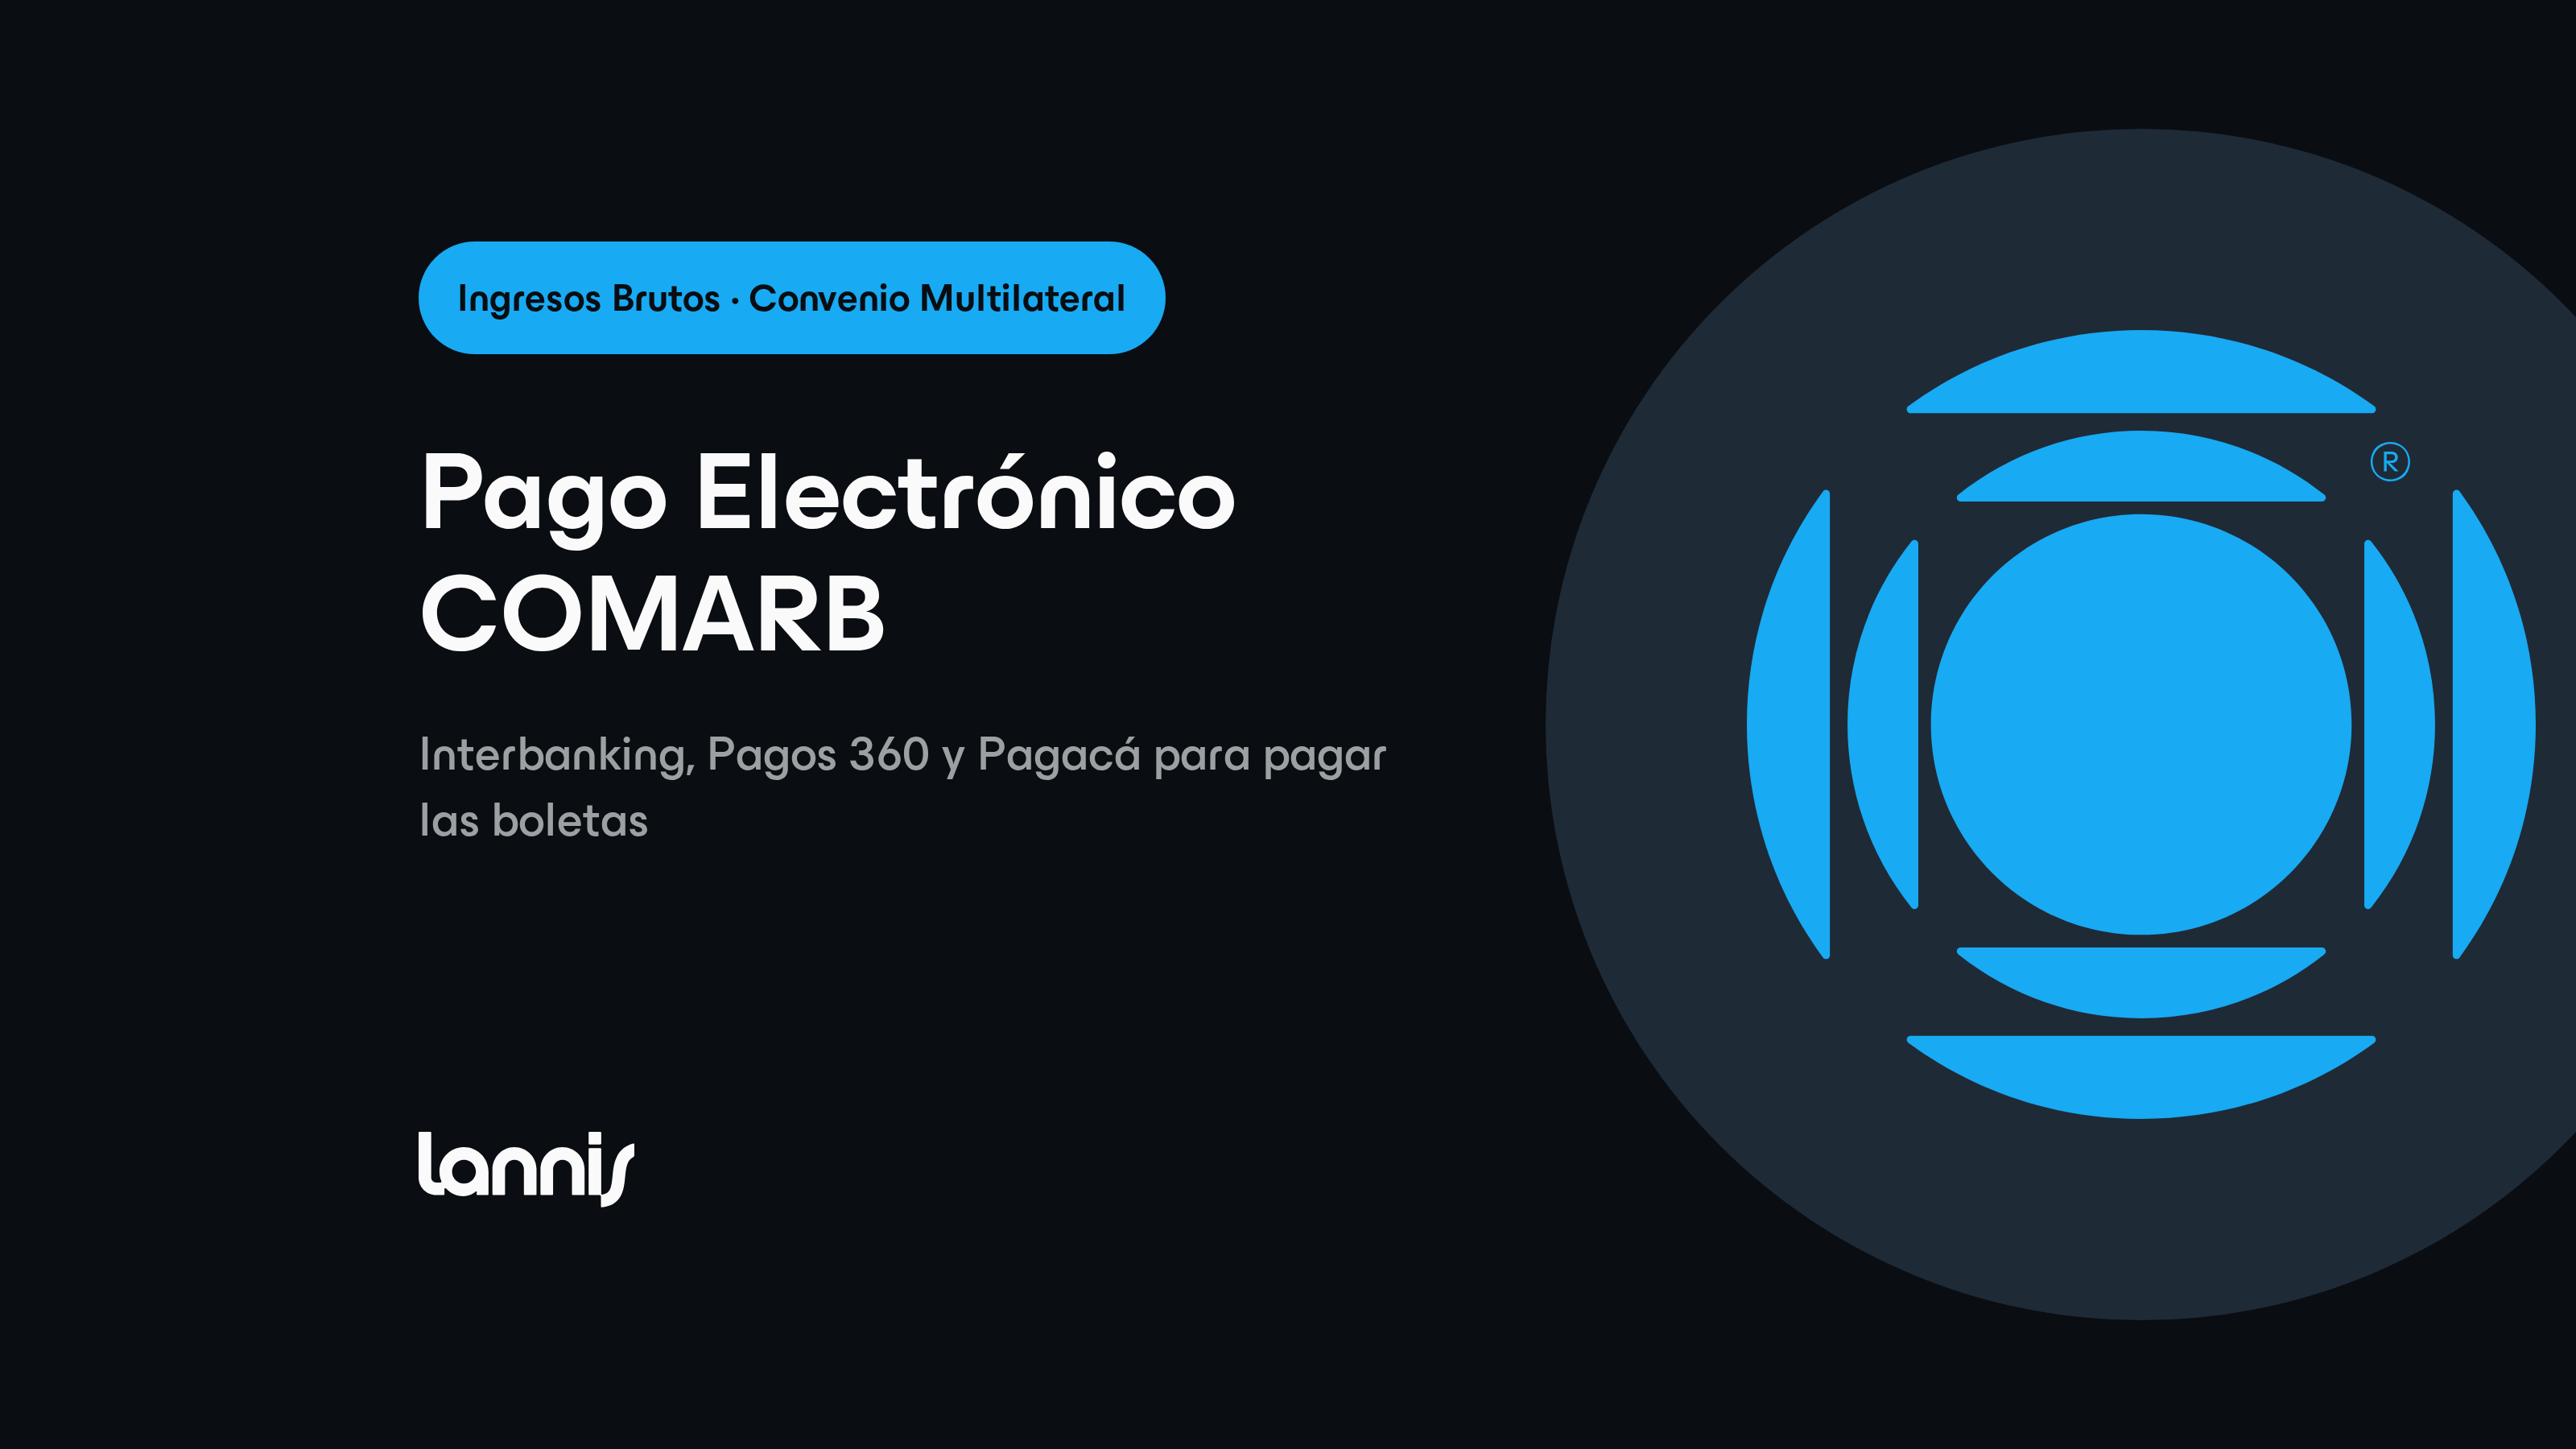 Ingresos Brutos · Convenio Multilateral
Pago Electrónico
COMARB
Interbanking, Pagos 360 y Pagacá para pagar
las boletas
lannis
®